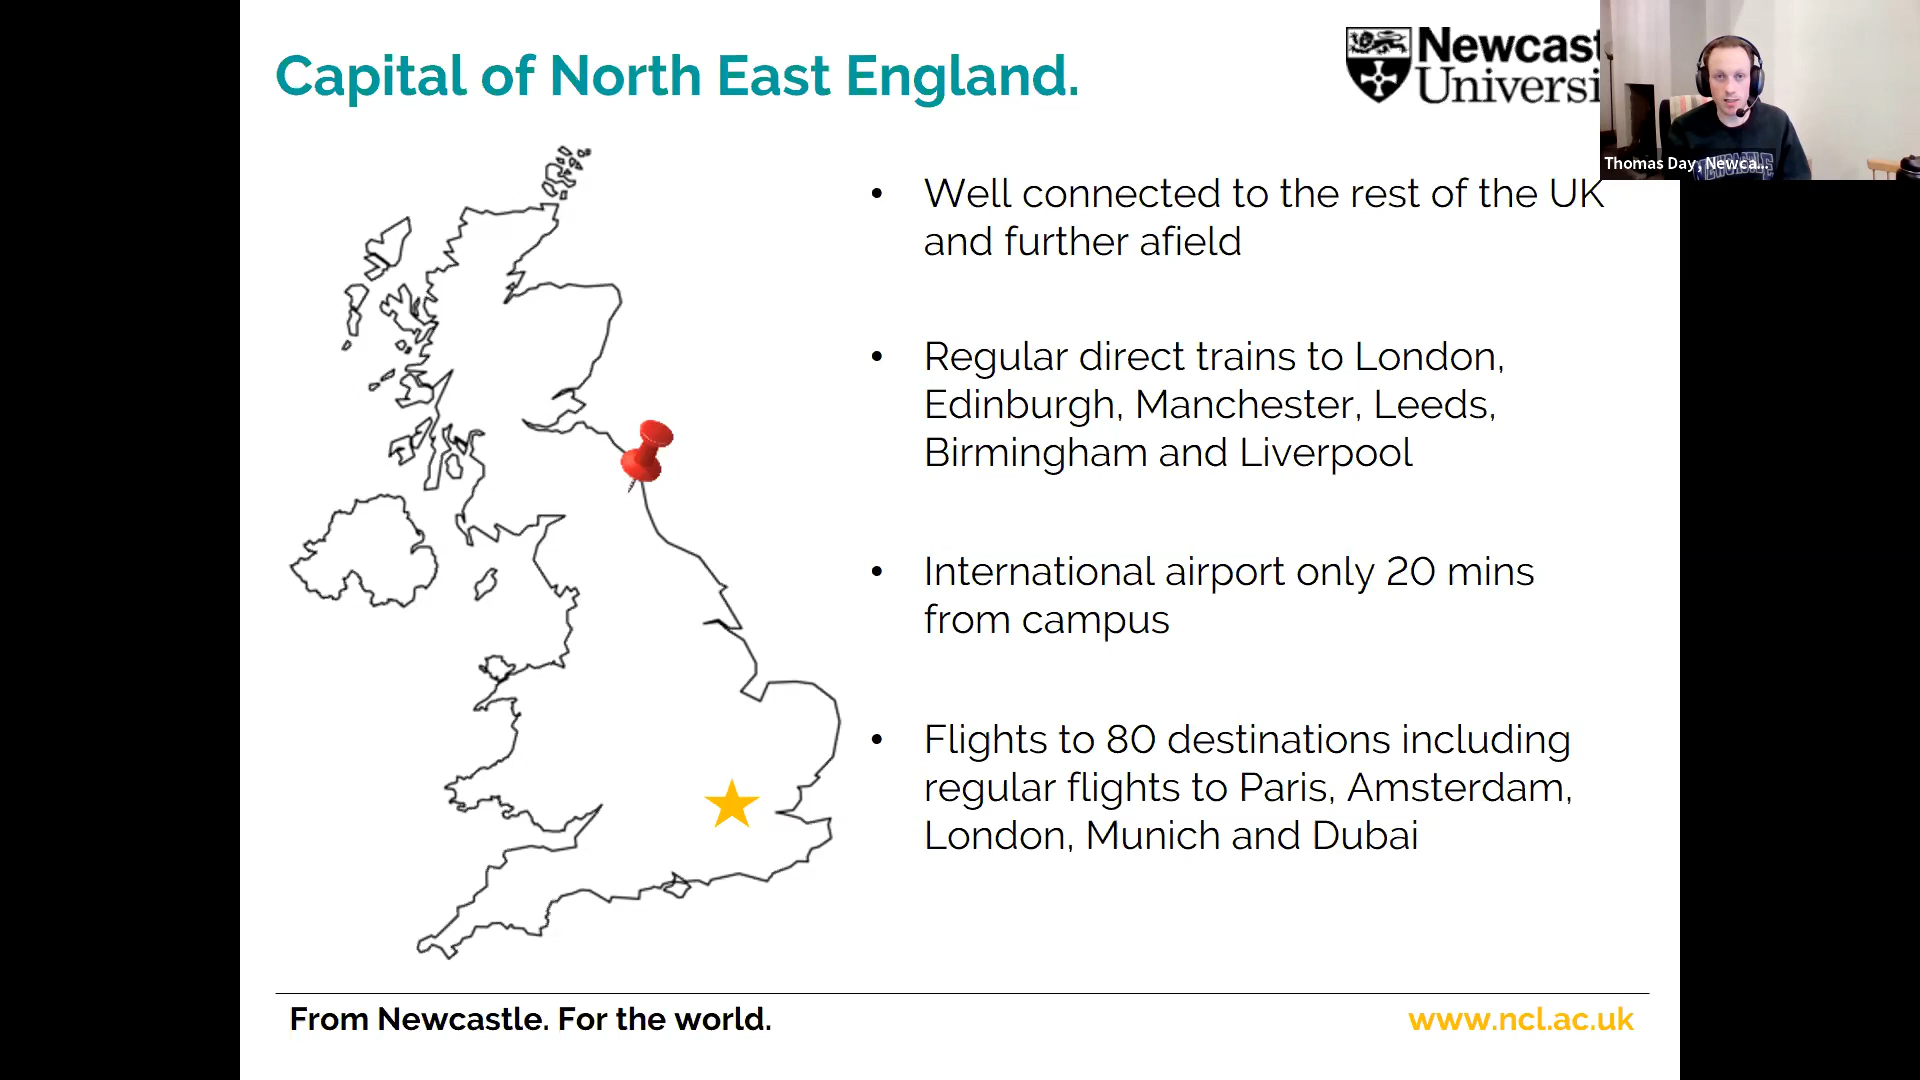 Capital of North East England.
Newcast
Universi
Thomas Day, Newca...
NEWCASTLE
• Well connected to the rest of the UK
and further afield
• Regular direct trains to London,
Edinburgh, Manchester, Leeds,
Birmingham and Liverpool
• International airport only 20 mins
from campus
• Flights to 80 destinations including
regular flights to Paris, Amsterdam,
London, Munich and Dubai
From Newcastle. For the world.
www.ncl.ac.uk